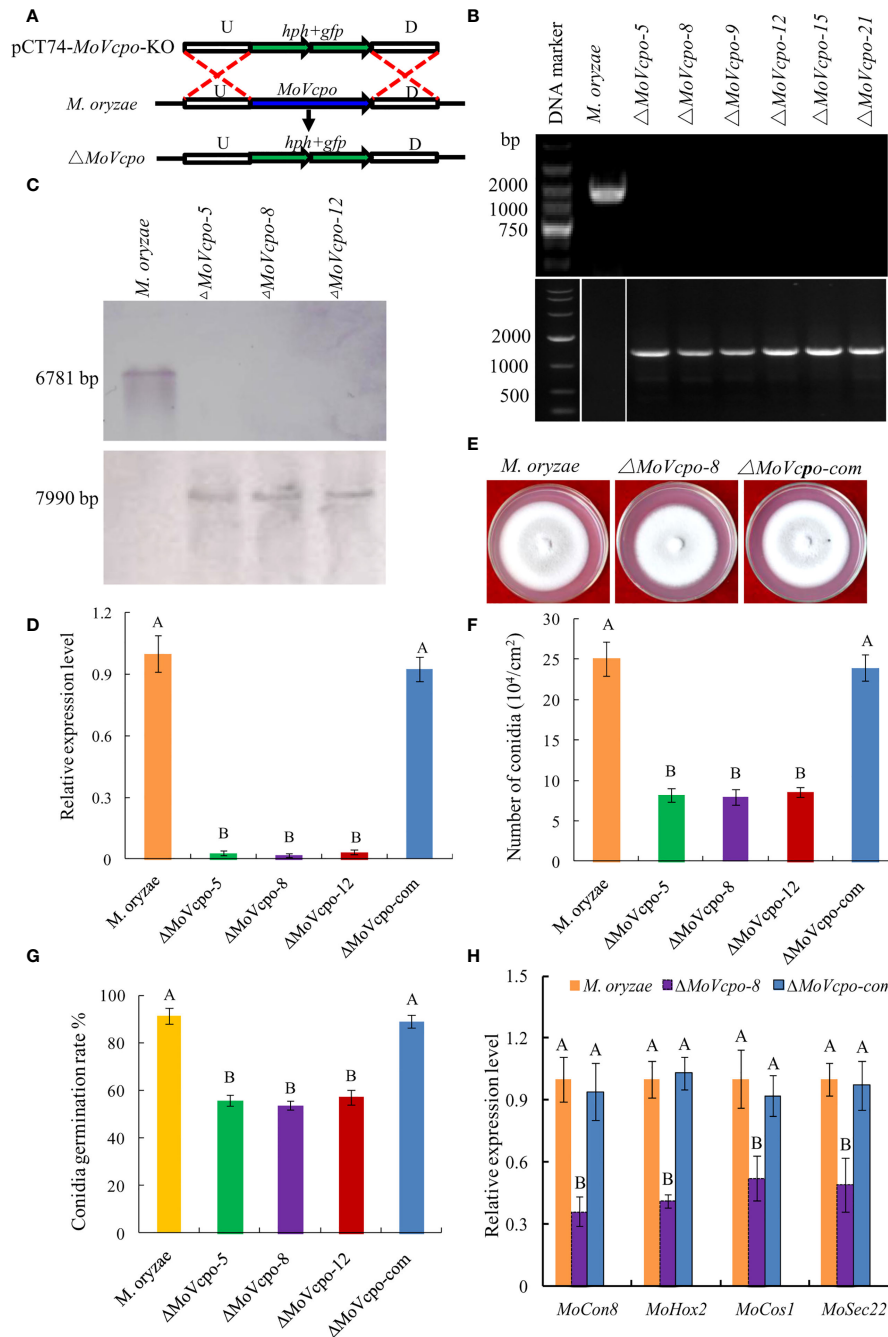 A
U
hph+gfp
D
pCT74-MoVcpo-KO
U
MoVcpo
D
M. oryzae
U
hph+gfp
D
△MoVcpo
B
DNA marker
M. oryzae
△MoVcpo-5
△MoVcpo-8
△MoVcpo-9
△MoVcpo-12
△MoVcpo-15
△MoVcpo-21
bp
2000
1000
750
2000
1000
500
C
M. oryzae
△MoVcpo-5
△MoVcpo-8
△MoVcpo-12
6781 bp
7990 bp
E
M. oryzae
△MoVcpo-8
△MoVcpo-com
D
Relative expression level
1.2
0.9
0.6
0.3
0
A
B
B
B
A
M. oryzae
ΔMoVcpo-5
ΔMoVcpo-8
ΔMoVcpo-12
ΔMoVcpo-com
F
Number of conidia (10⁴/cm²)
30
25
20
15
10
5
0
A
B
B
B
A
M. oryzae
ΔMoVcpo-5
ΔMoVcpo-8
ΔMoVcpo-12
ΔMoVcpo-com
G
Conidia germination rate %
100
80
60
40
20
0
A
B
B
B
A
M. oryzae
ΔMoVcpo-5
ΔMoVcpo-8
ΔMoVcpo-12
ΔMoVcpo-com
H
Relative expression level
1.5
1.2
0.9
0.6
0.3
0
M. oryzae
ΔMoVcpo-8
ΔMoVcpo-com
A
B
A
A
B
A
A
B
A
A
B
A
MoCon8
MoHox2
MoCos1
MoSec22